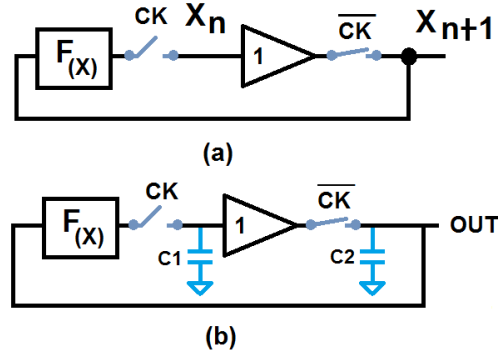 CK Xn CK Xn+1
F(X) 1
(a)
CK CK
F(X) 1 OUT
C1 C2
(b)